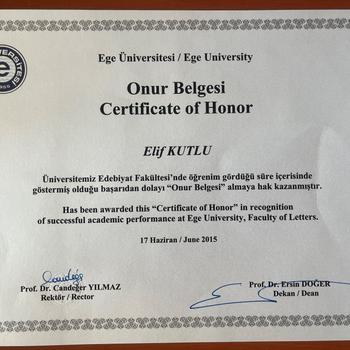 Ege Üniversitesi / Ege University
Onur Belgesi
Certificate of Honor
Elif KUTLU
Üniversitemiz Edebiyat Fakültesi'nde öğrenim gördüğü süre içerisinde
göstermiş olduğu başarıdan dolayı “Onur Belgesi” almaya hak kazanmıştır.
Has been awarded this “Certificate of Honor” in recognition
of successful academic performance at Ege University, Faculty of Letters.
17 Haziran / June 2015
Prof. Dr. Candeğer YILMAZ
Rektör / Rector
Prof. Dr. Ersin DOĞER
Dekan / Dean